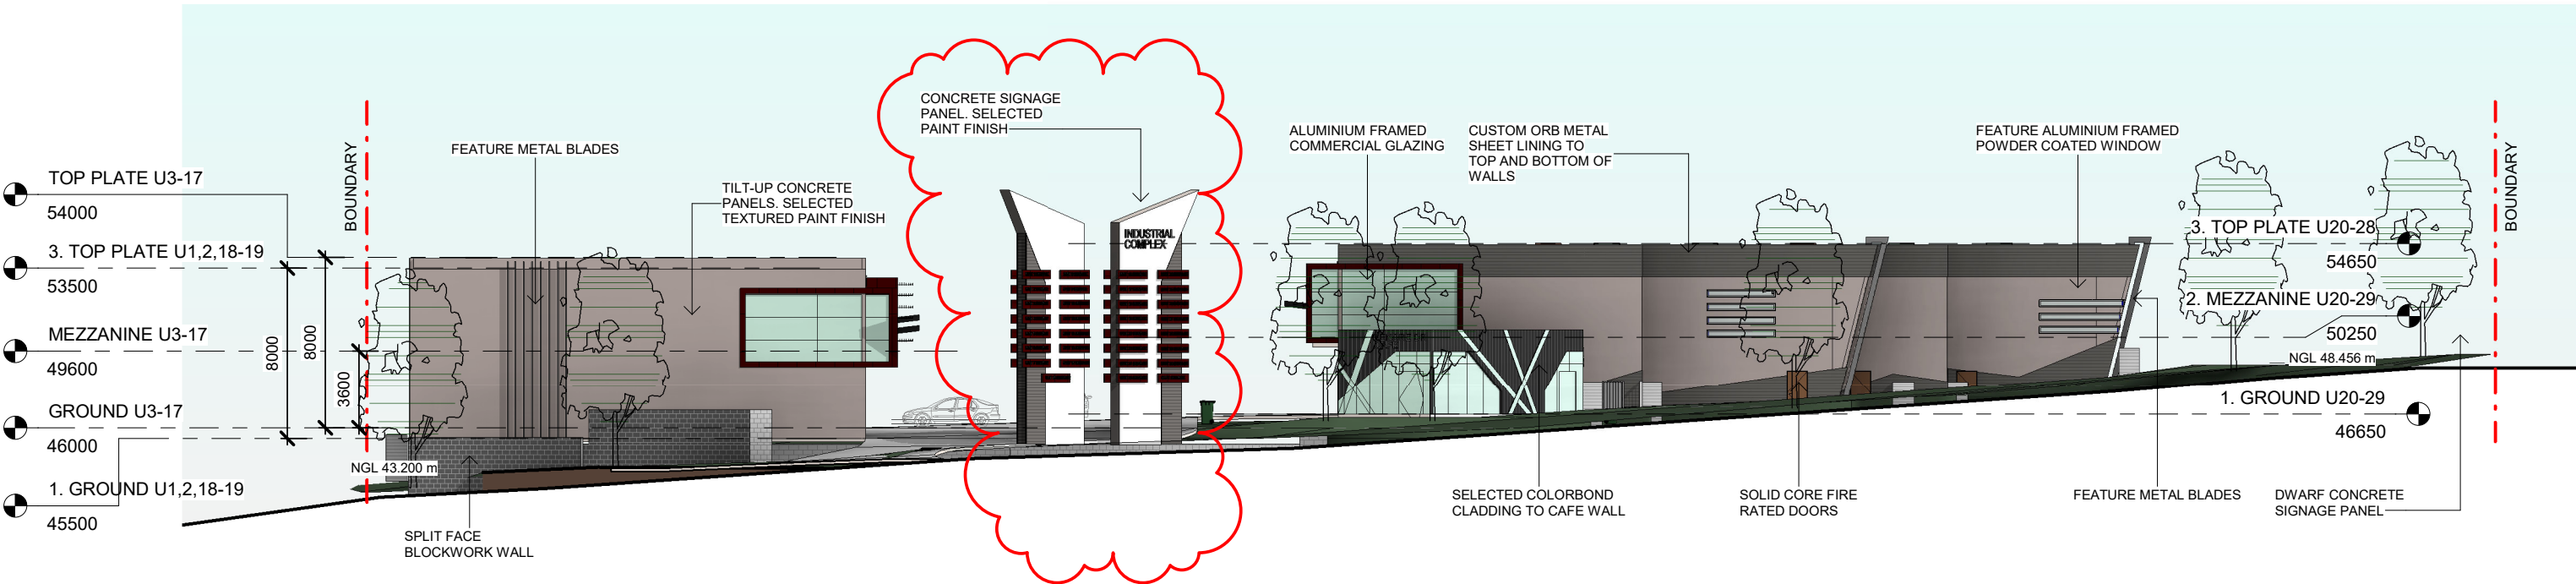 TOP PLATE U3-17
54000
3. TOP PLATE U1,2,18-19
53500
MEZZANINE U3-17
49600
GROUND U3-17
46000
1. GROUND U1,2,18-19
45500
8000
8000
3600
BOUNDARY
NGL 43.200 m
FEATURE METAL BLADES
SPLIT FACE
BLOCKWORK WALL
TILT-UP CONCRETE
PANELS. SELECTED
TEXTURED PAINT FINISH
CONCRETE SIGNAGE
PANEL. SELECTED
PAINT FINISH
INDUSTRIAL
COMPLEX
ALUMINIUM FRAMED
COMMERCIAL GLAZING
CUSTOM ORB METAL
SHEET LINING TO
TOP AND BOTTOM OF
WALLS
FEATURE ALUMINIUM FRAMED
POWDER COATED WINDOW
SELECTED COLORBOND
CLADDING TO CAFE WALL
SOLID CORE FIRE
RATED DOORS
FEATURE METAL BLADES
DWARF CONCRETE
SIGNAGE PANEL
BOUNDARY
3. TOP PLATE U20-28
54650
2. MEZZANINE U20-29
50250
NGL 48.456 m
1. GROUND U20-29
46650